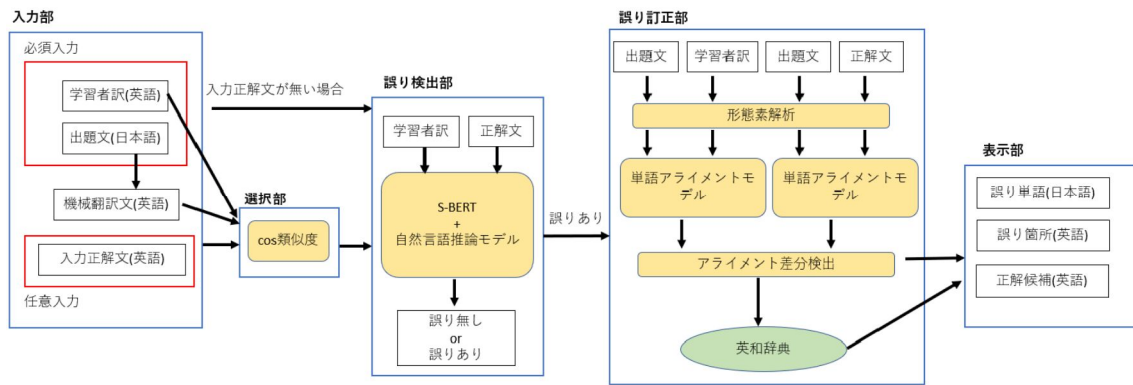 入力部
必須入力
学習者訳(英語)
出題文(日本語)
機械翻訳文(英語)
入力正解文(英語)
任意入力
入力正解文が無い場合
選択部
cos類似度
誤り検出部
学習者訳
正解文
S-BERT
+
自然言語推論モデル
誤り無し
or
誤りあり
誤りあり
誤り訂正部
出題文
学習者訳
出題文
正解文
形態素解析
単語アライメントモ
デル
単語アライメントモ
デル
アライメント差分検出
英和辞典
表示部
誤り単語(日本語)
誤り箇所(英語)
正解候補(英語)